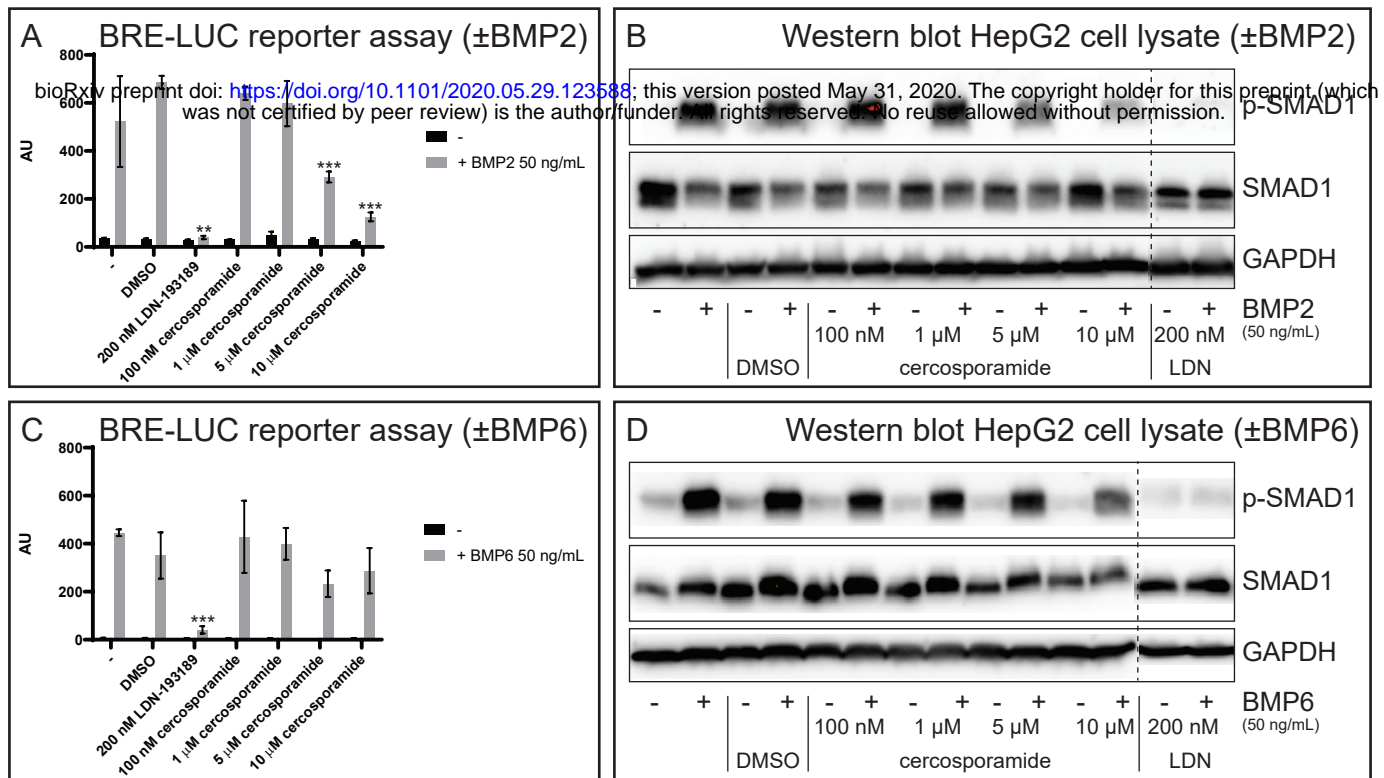 A BRE-LUC reporter assay (±BMP2)
800
600
400
200
0
AU
-
+ BMP2 50 ng/mL
**
***
***
-
DMSO
200 nM LDN-193189
100 nM cercosporamide
1 µM cercosporamide
5 µM cercosporamide
10 µM cercosporamide
B Western blot HepG2 cell lysate (±BMP2)
bioRxiv preprint doi: https://doi.org/10.1101/2020.05.29.123588; this version posted May 31, 2020. The copyright holder for this preprint (which
was not certified by peer review) is the author/funder. All rights reserved. No reuse allowed without permission.
p-SMAD1
SMAD1
GAPDH
- + - + - + - + - + - + - + BMP2
100 nM 1 µM 5 µM 10 µM 200 nM (50 ng/mL)
DMSO cercosporamide LDN
C BRE-LUC reporter assay (±BMP6)
800
600
400
200
0
AU
-
+ BMP6 50 ng/mL
***
-
DMSO
200 nM LDN-193189
100 nM cercosporamide
1 µM cercosporamide
5 µM cercosporamide
10 µM cercosporamide
D Western blot HepG2 cell lysate (±BMP6)
p-SMAD1
SMAD1
GAPDH
- + - + - + - + - + - + - + BMP6
100 nM 1 µM 5 µM 10 µM 200 nM (50 ng/mL)
DMSO cercosporamide LDN